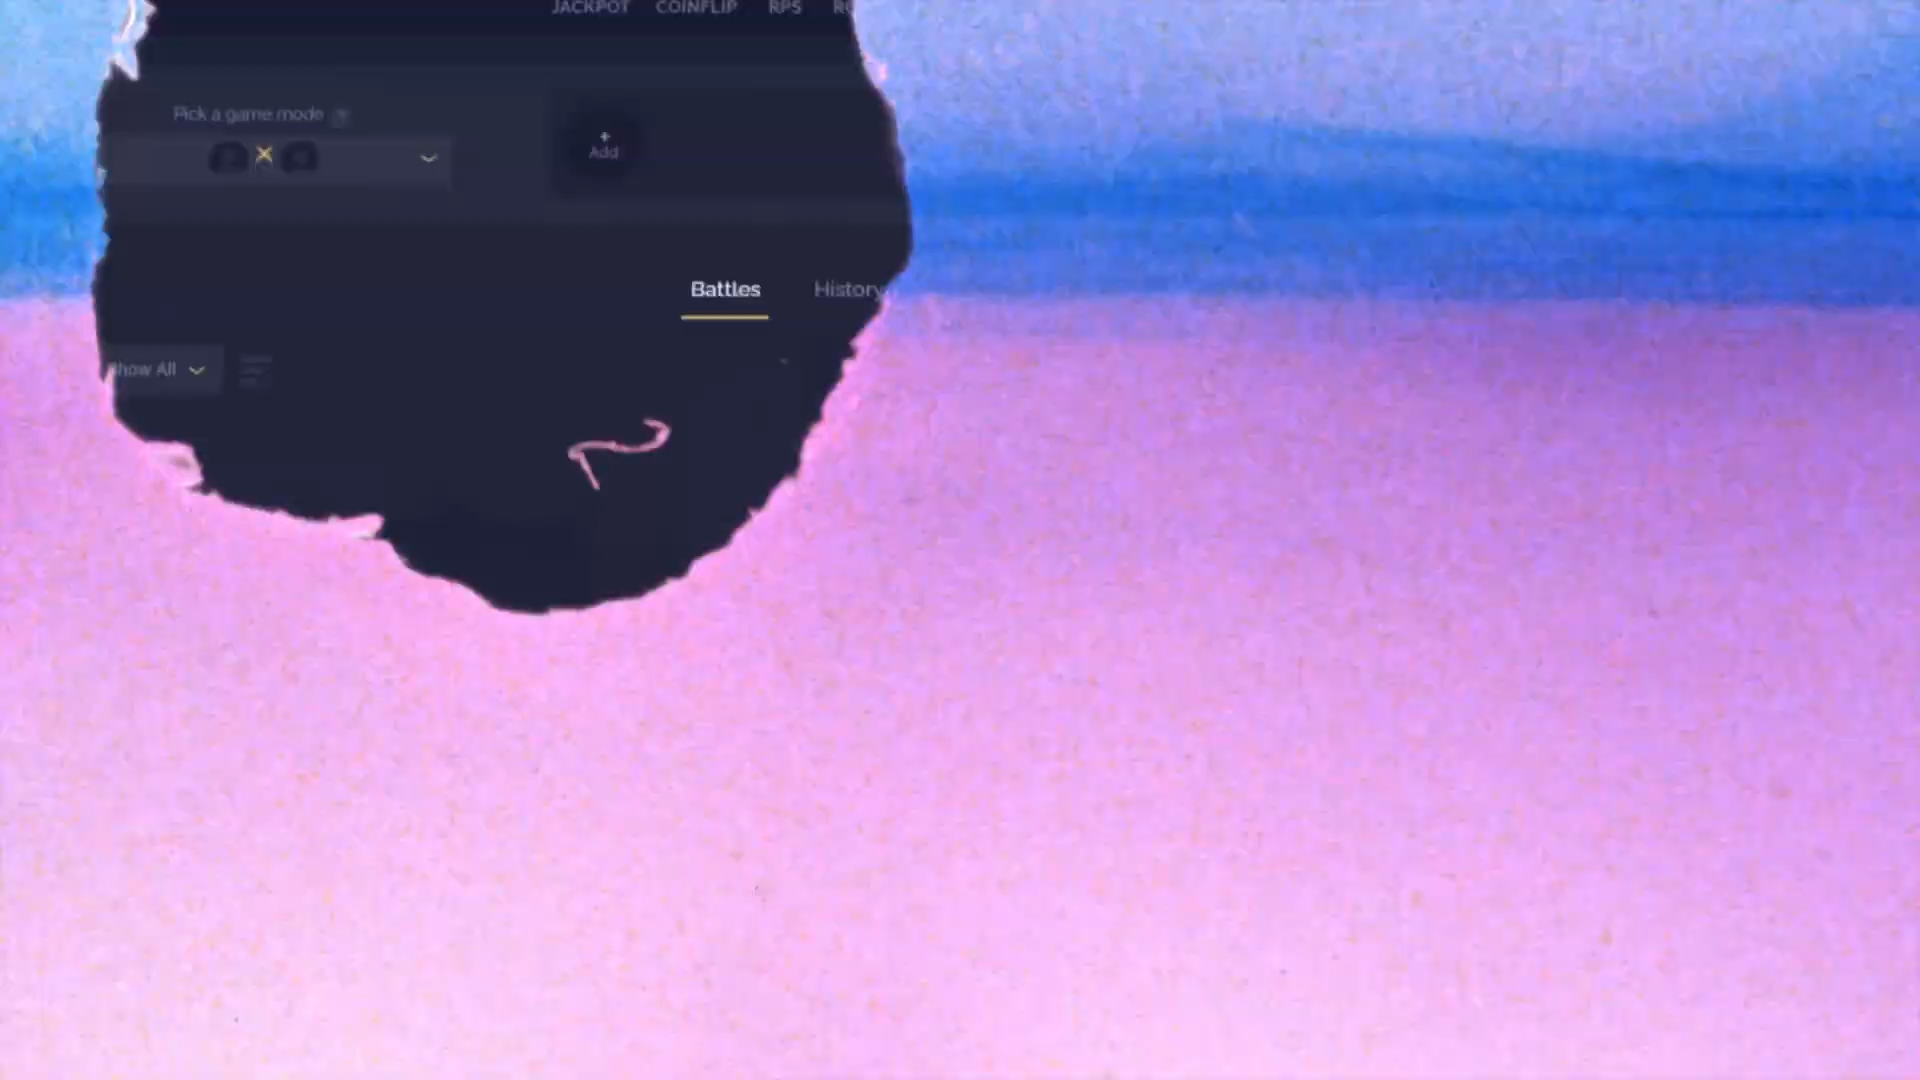 JACKPOT COINFLIP RPS
Pick a game mode
Add
Battles History
Show All